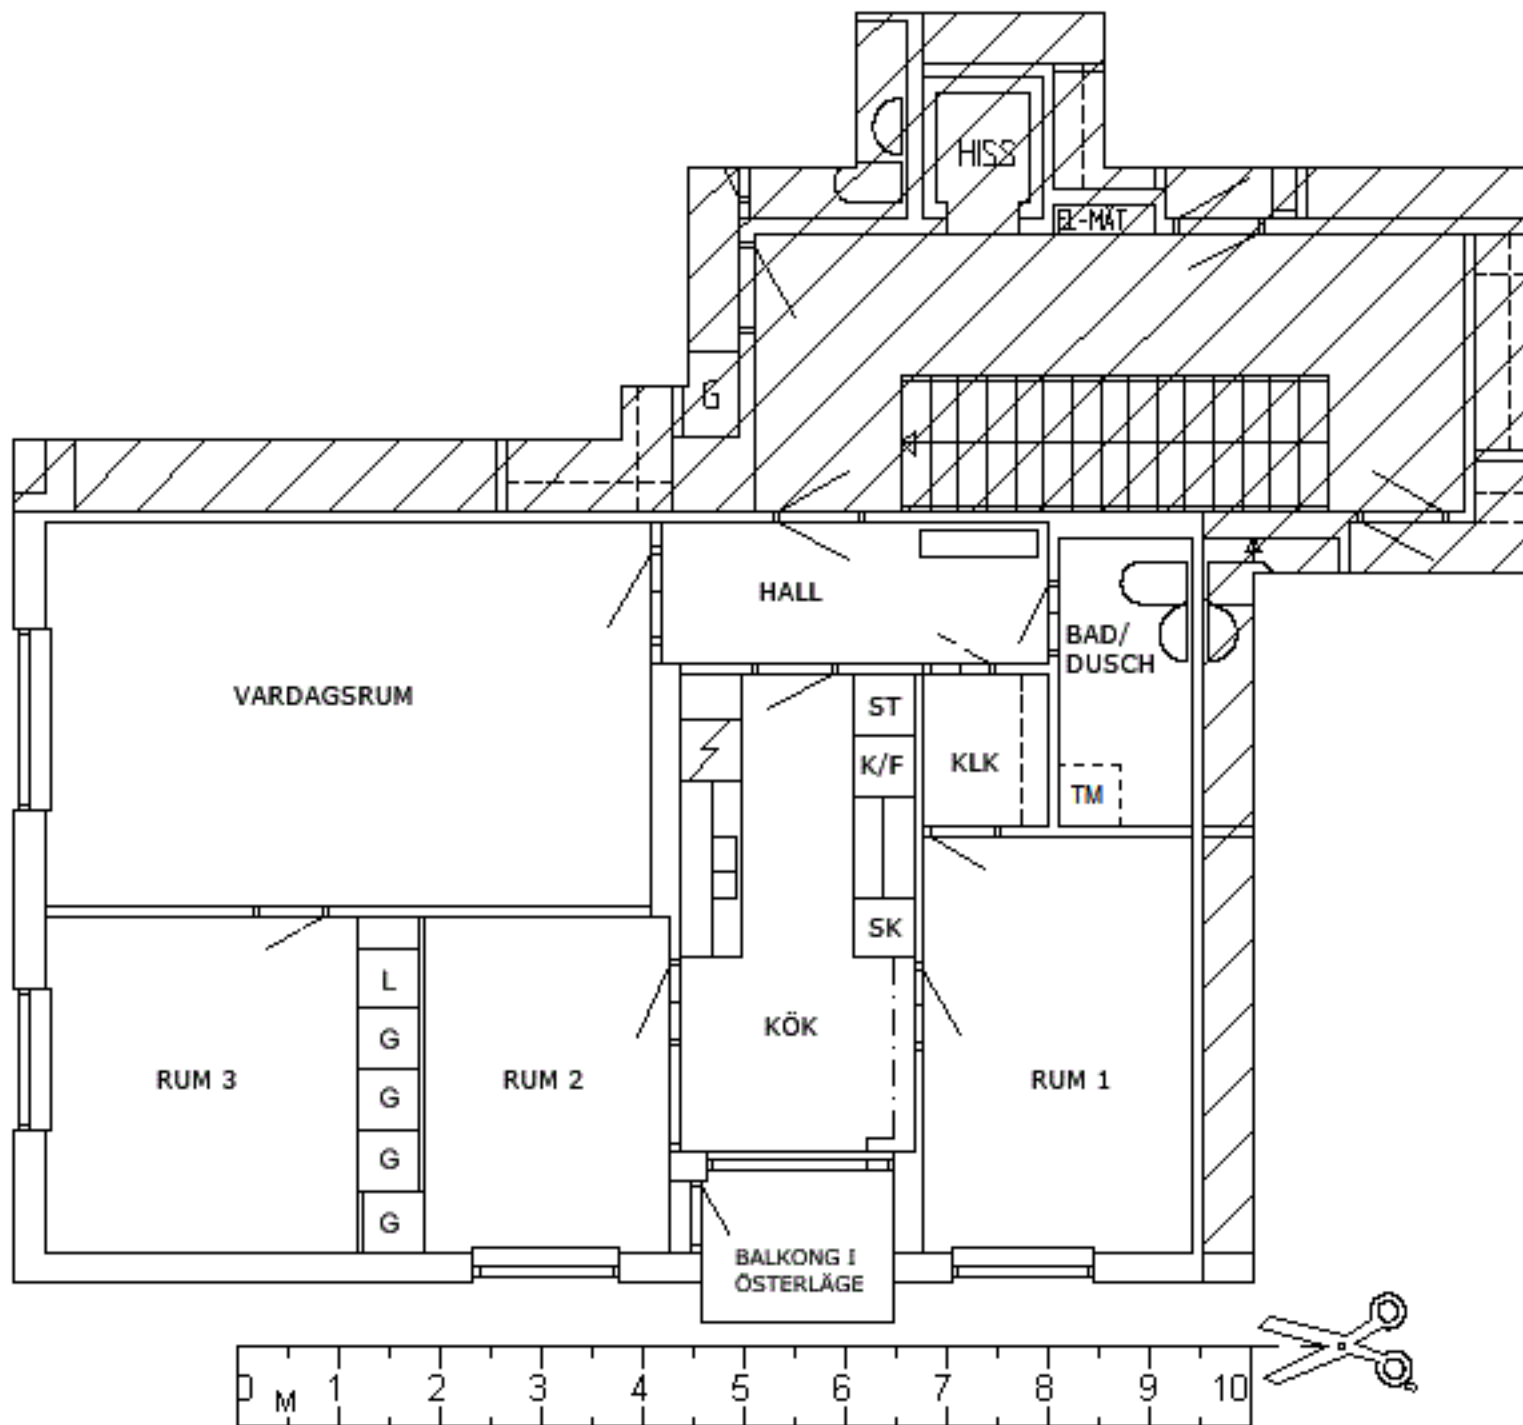 HISS
EL-MÄT
G
HALL
BAD/
DUSCH
VARDAGSRUM
ST
K/F
KLK
TM
SK
L
G
G
G
G
KÖK
RUM 3
RUM 2
RUM 1
BALKONG I
ÖSTERLÄGE
0 M 1 2 3 4 5 6 7 8 9 10